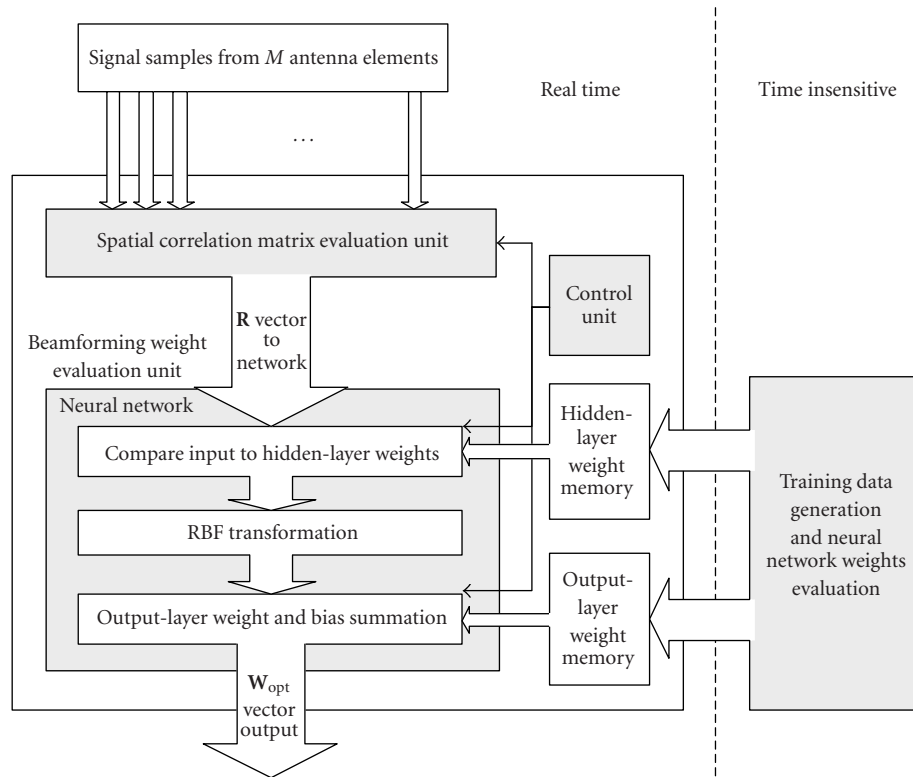 Signal samples from M antenna elements
Real time
Time insensitive
...
Spatial correlation matrix evaluation unit
Control
unit
R vector
to
network
Beamforming weight
evaluation unit
Neural network
Compare input to hidden-layer weights
Hidden-
layer
weight
memory
RBF transformation
Output-layer weight and bias summation
Output-
layer
weight
memory
Training data
generation
and neural
network weights
evaluation
Wopt
vector
output